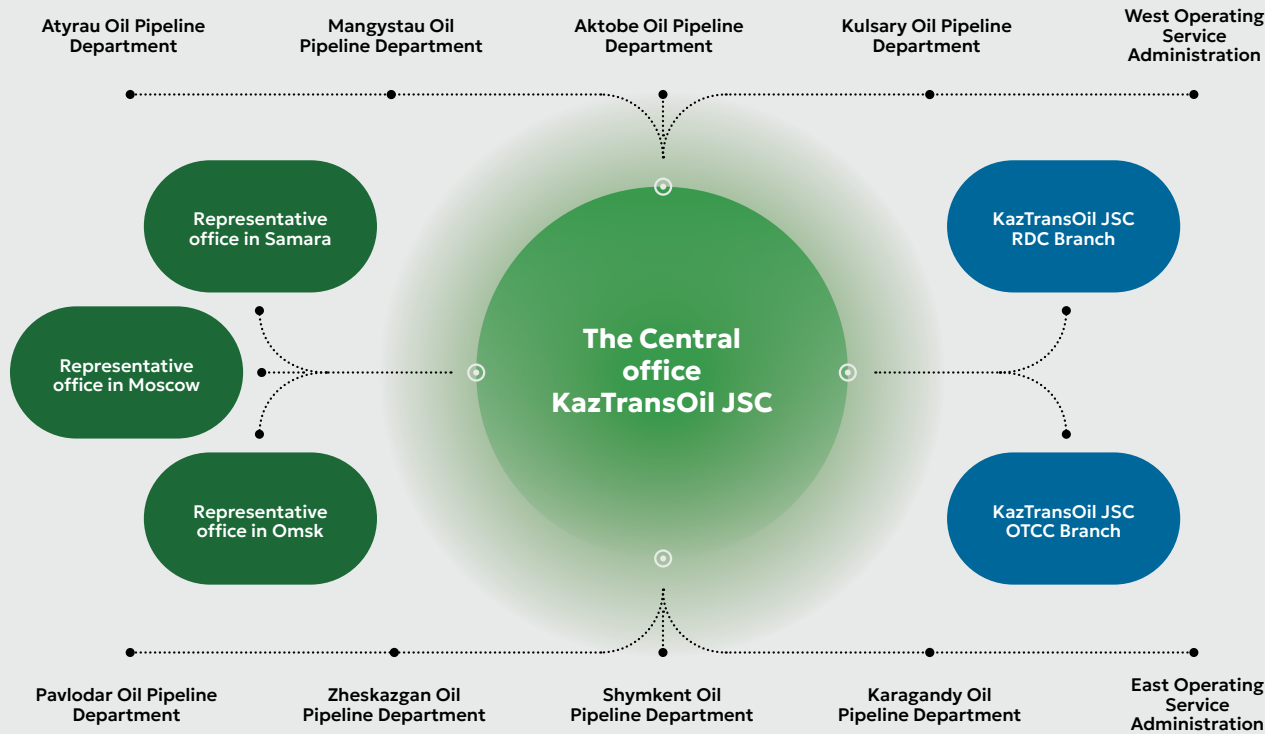 Atyrau Oil Pipeline
Department
Mangystau Oil
Pipeline Department
Aktobe Oil Pipeline
Department
Kulsary Oil Pipeline
Department
West Operating
Service
Administration
Representative
office in Samara
KazTransOil JSC
RDC Branch
Representative
office in Moscow
The Central
office
KazTransOil JSC
Representative
office in Omsk
KazTransOil JSC
OTCC Branch
Pavlodar Oil Pipeline
Department
Zheskazgan Oil
Pipeline Department
Shymkent Oil
Pipeline Department
Karagandy Oil
Pipeline Department
East Operating
Service
Administration